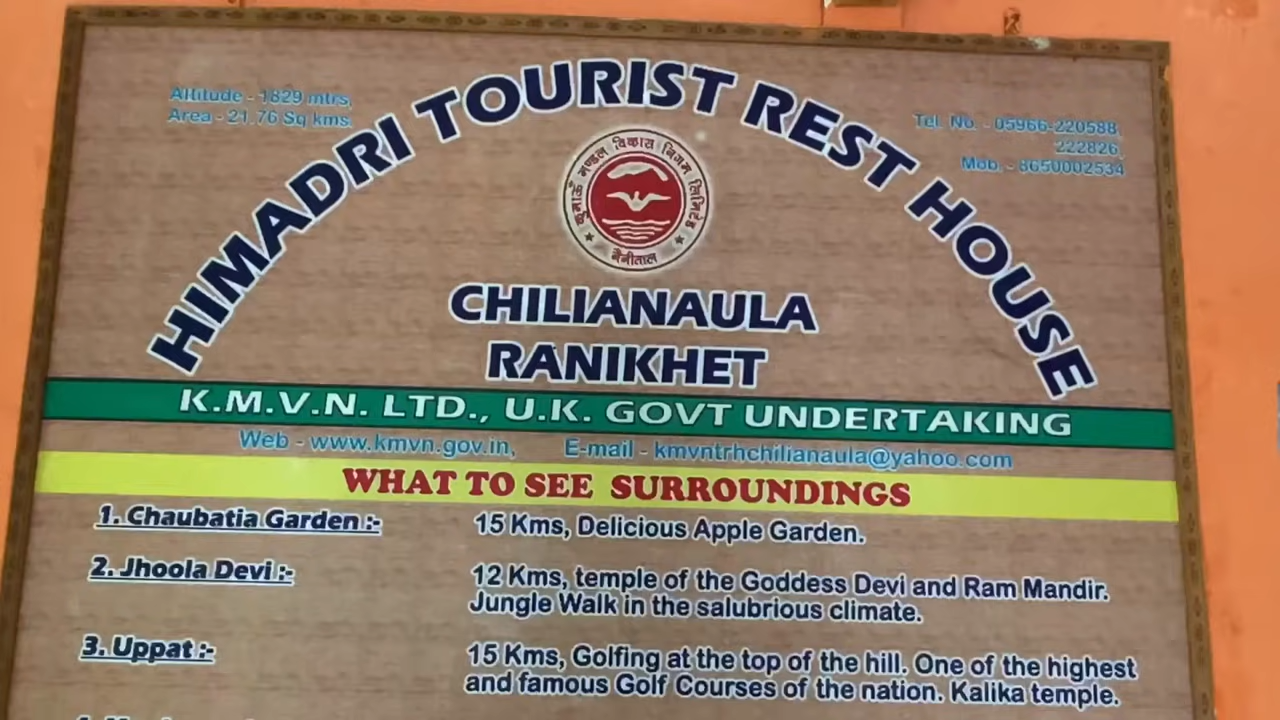 Altitude - 1829 mtrs,
Area - 21.76 Sq kms.
HIMADRI TOURIST REST HOUSE
Tel. No. - 05966-220588,
222826,
Mob. - 8650002534
कुमाऊँ मण्डल विकास निगम लिमिटेड
नैनीताल
CHILIANAULA
RANIKHET
K.M.V.N. LTD., U.K. GOVT UNDERTAKING
Web - www.kmvn.gov.in, E-mail - kmvntrhchilianaula@yahoo.com
WHAT TO SEE SURROUNDINGS
1. Chaubatia Garden :- 15 Kms, Delicious Apple Garden.
2. Jhoola Devi :- 12 Kms, temple of the Goddess Devi and Ram Mandir.
Jungle Walk in the salubrious climate.
3. Uppat :- 15 Kms, Golfing at the top of the hill. One of the highest
and famous Golf Courses of the nation. Kalika temple.